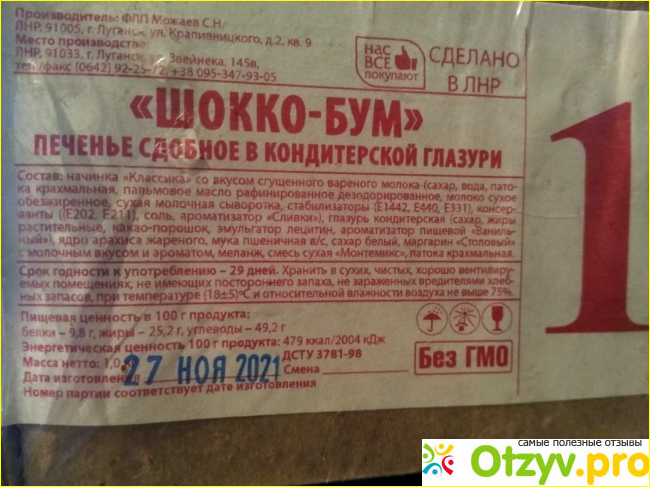 Производитель: ФЛП Можаев С.Н.
ЛНР, 91005, г. Луганск, ул. Крапивницкого, д.2, кв. 9
Место производства:
ЛНР, 91033, г. Луганск, ул. Звейнека, 145в,
тел./факс (0642) 92-25-72, +38 095-347-93-05
НАС
ВСЕ
покупают
СДЕЛАНО
В ЛНР
«ШОККО-БУМ»
ПЕЧЕНЬЕ СДОБНОЕ В КОНДИТЕРСКОЙ ГЛАЗУРИ
Состав: начинка «Классика» со вкусом сгущенного вареного молока (сахар, вода, пато-
ка крахмальная, пальмовое масло рафинированное дезодорированное, молоко сухое
обезжиренное, сухая молочная сыворотка, стабилизаторы (Е1442, Е440, Е331), консер-
ванты ((Е202, Е211), соль, ароматизатор «Сливки»), глазурь кондитерская (сахар, жиры
растительные, какао-порошок, эмульгатор лецитин, ароматизатор пищевой «Ваниль-
ный»), ядро арахиса жареного, мука пшеничная в/с, сахар белый, маргарин «Столовый»
с молочным вкусом и ароматом, меланж, смесь сухая «Монтемикс», патока крахмальная.
Срок годности к употреблению – 29 дней. Хранить в сухих, чистых, хорошо вентилиру-
емых помещениях, не имеющих постороннего запаха, не зараженных вредителями хлеб-
ных запасов, при температуре (18±5)°С и относительной влажности воздуха не выше 75%.
Пищевая ценность в 100 г продукта:
белки – 9,8 г, жиры – 25,2 г, углеводы – 49,2 г
Энергетическая ценность 100 г продукта: 479 ккал/2004 кДж
Масса нетто: 1,0
ДСТУ 3781-98
Дата изготовления 27 НОЯ 2021 Смена
Номер партии соответствует дате изготовления
Без ГМО
1
самые полезные отзывы
Otzyv.pro